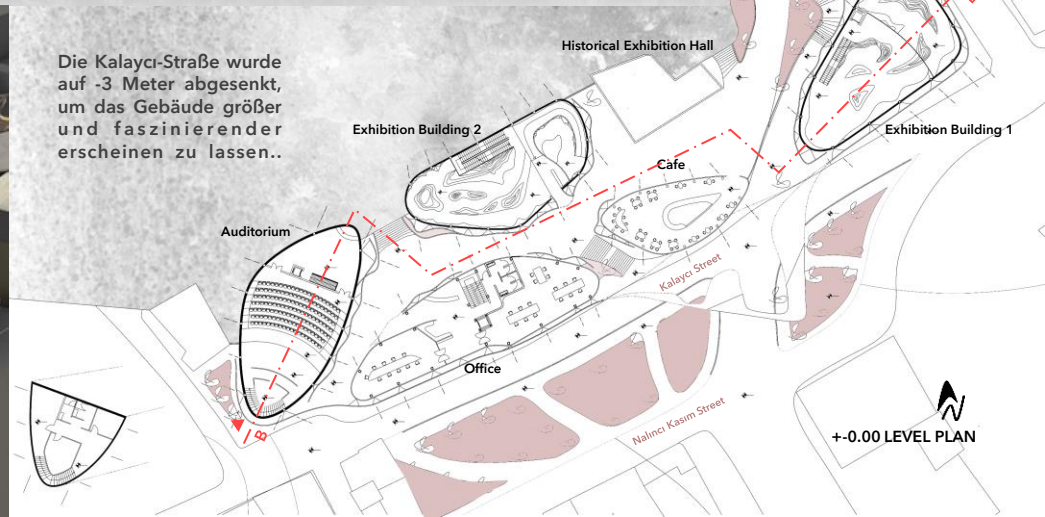 Die Kalaycı-Straße wurde
auf -3 Meter abgesenkt,
um das Gebäude größer
und faszinierender
erscheinen zu lassen..
Historical Exhibition Hall
Exhibition Building 2
Exhibition Building 1
Cafe
Auditorium
Kalaycı Street
Office
Nalıncı Kasım Street
B
+-0.00 LEVEL PLAN